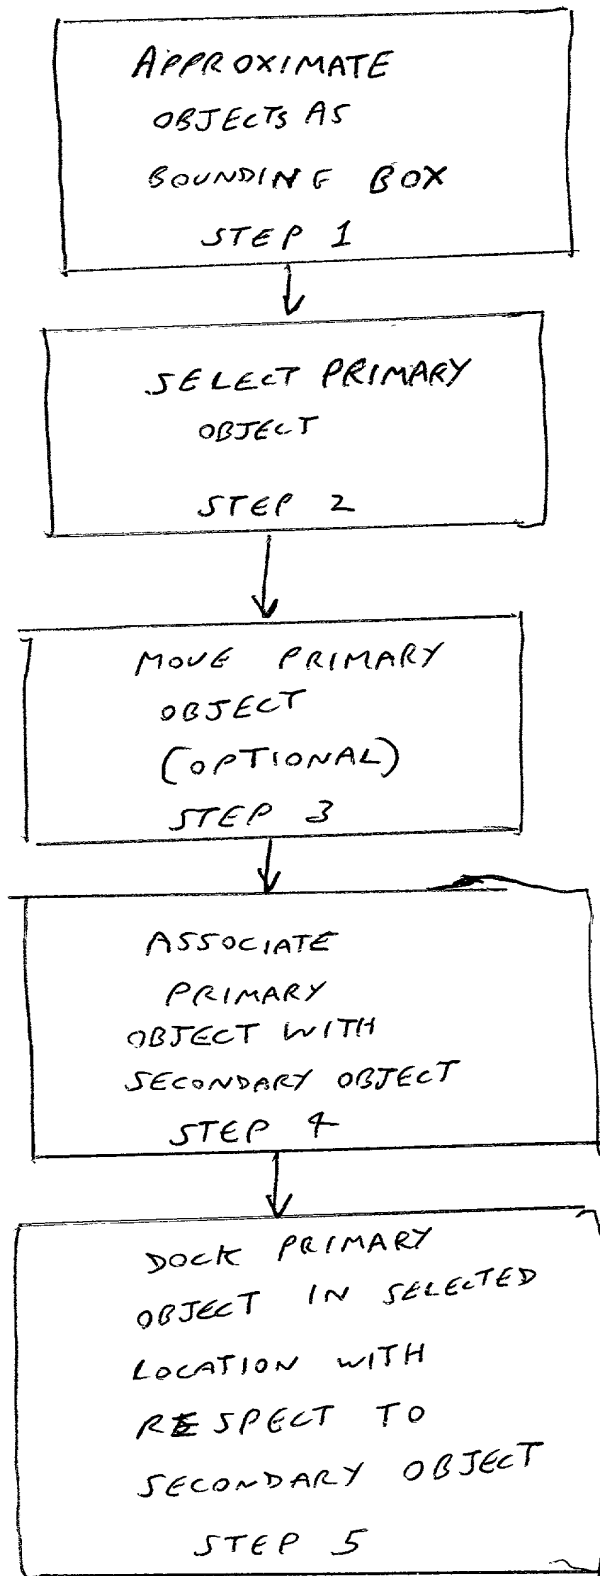 APPROXIMATE
OBJECTS AS
BOUNDING BOX
STEP 1
SELECT PRIMARY
OBJECT
STEP 2
MOVE PRIMARY
OBJECT
(OPTIONAL)
STEP 3
ASSOCIATE
PRIMARY
OBJECT WITH
SECONDARY OBJECT
STEP 4
DOCK PRIMARY
OBJECT IN SELECTED
LOCATION WITH
RESPECT TO
SECONDARY OBJECT
STEP 5